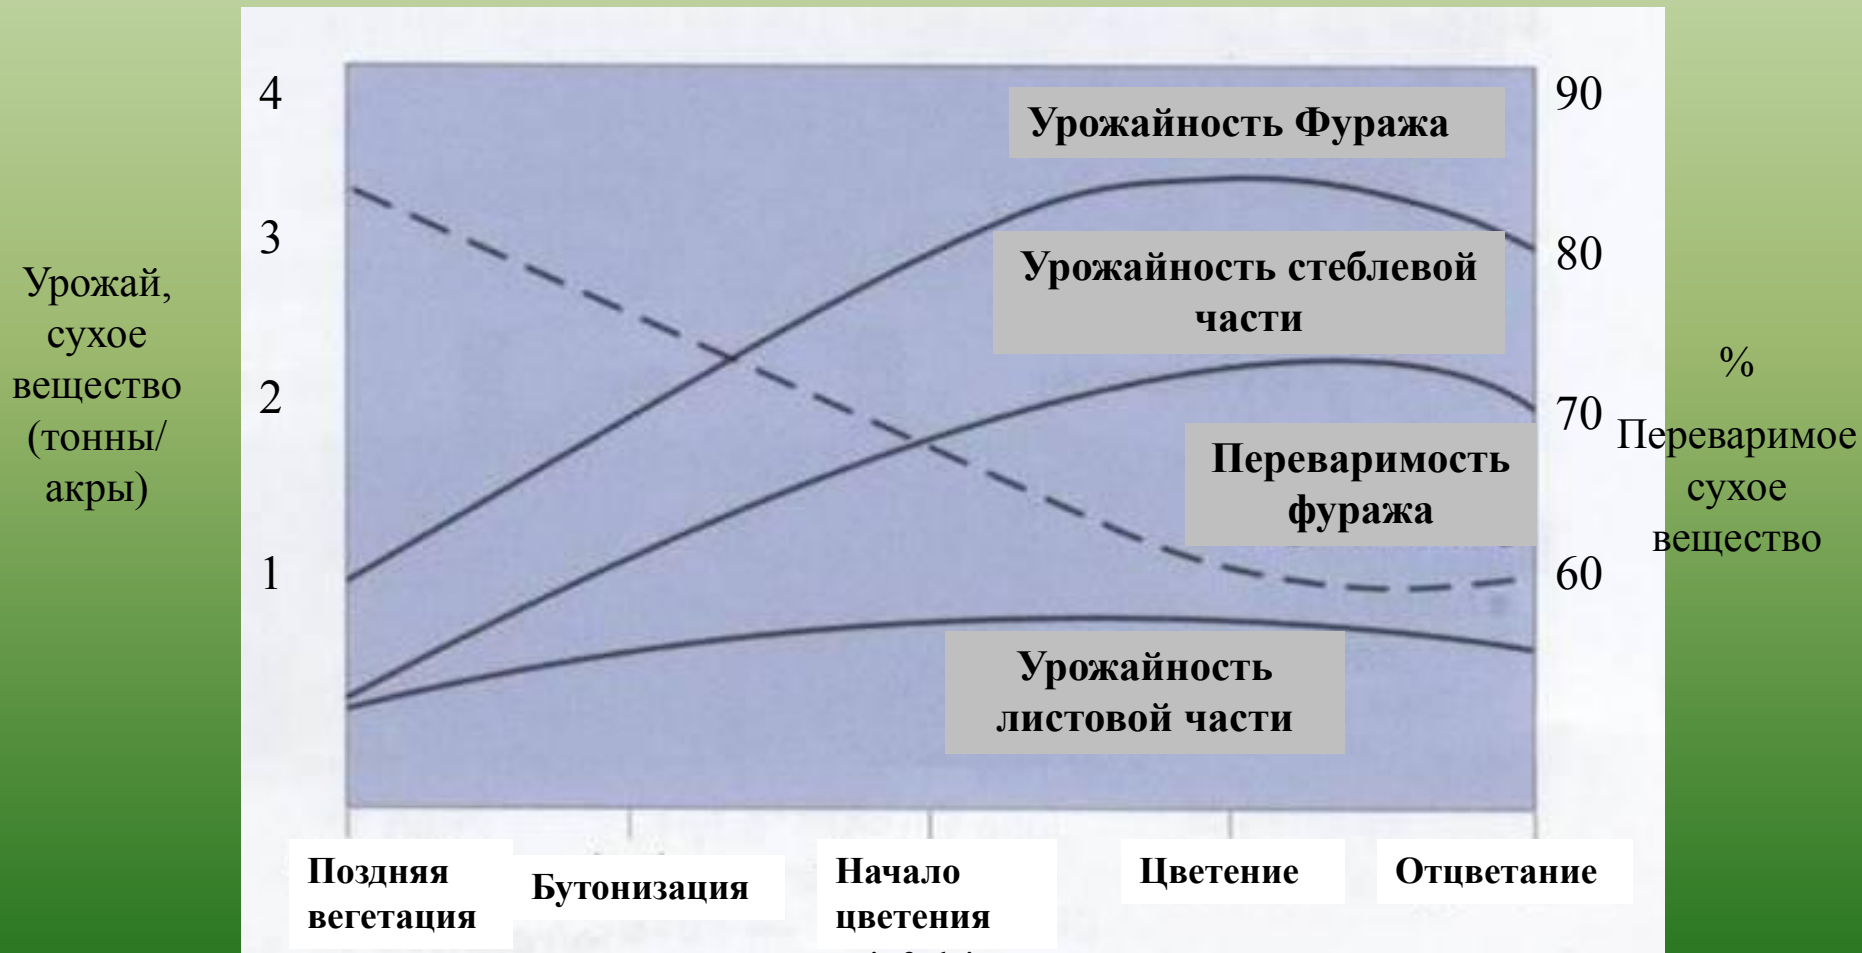 4
3
2
1
Урожай,
сухое
вещество
(тонны/
акры)
Урожайность Фуража
Урожайность стеблевой
части
Переваримость
фуража
Урожайность
листовой части
90
80
70
60
%
Переваримое
сухое
вещество
Поздняя
вегетация
Бутонизация
Начало
цветения
Цветение
Отцветание